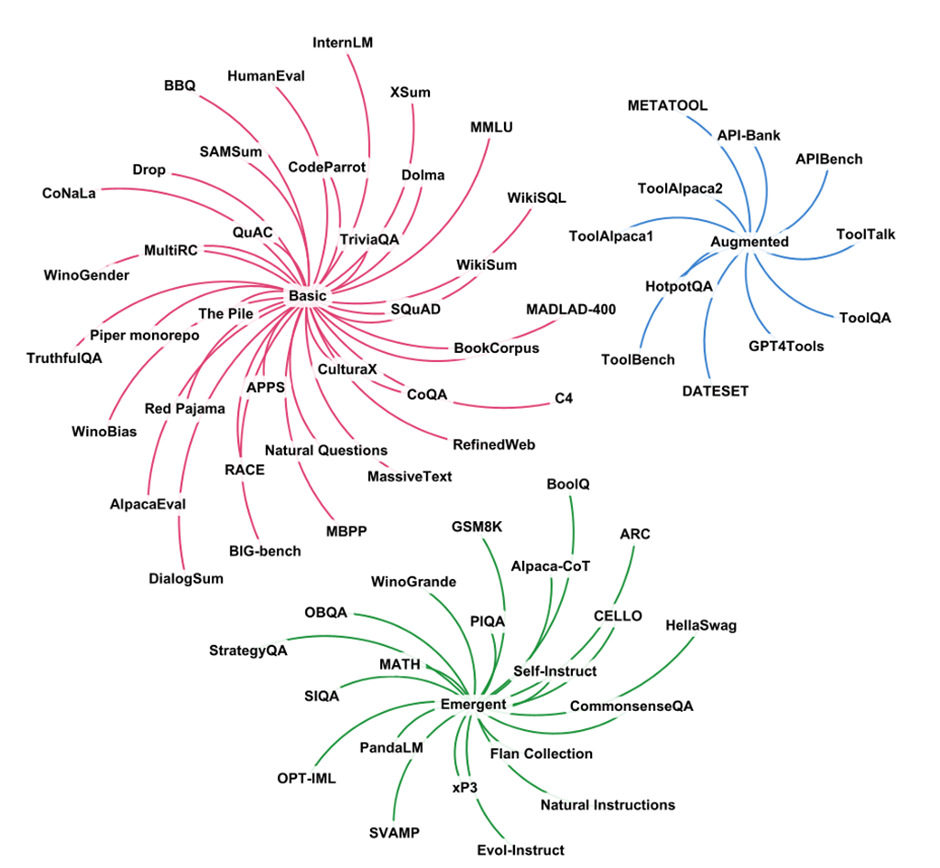 InternLM
HumanEval
BBQ
XSum
MMLU
SAMSum
CodeParrot
Drop
Dolma
CoNaLa
WikiSQL
QuAC
TriviaQA
MultiRC
WikiSum
WinoGender
Basic
The Pile
SQuAD
MADLAD-400
Piper monorepo
BookCorpus
TruthfulQA
CulturaX
APPS
CoQA
C4
Red Pajama
WinoBias
RefinedWeb
Natural Questions
RACE
MassiveText
AlpacaEval
MBPP
BIG-bench
DialogSum
METATOOL
API-Bank
APIBench
ToolAlpaca2
ToolAlpaca1
Augmented
ToolTalk
HotpotQA
ToolQA
GPT4Tools
ToolBench
DATESET
BoolQ
GSM8K
ARC
Alpaca-CoT
WinoGrande
OBQA
PIQA
CELLO
HellaSwag
StrategyQA
MATH
Self-Instruct
SIQA
Emergent
CommonsenseQA
PandaLM
Flan Collection
OPT-IML
xP3
Natural Instructions
SVAMP
Evol-Instruct